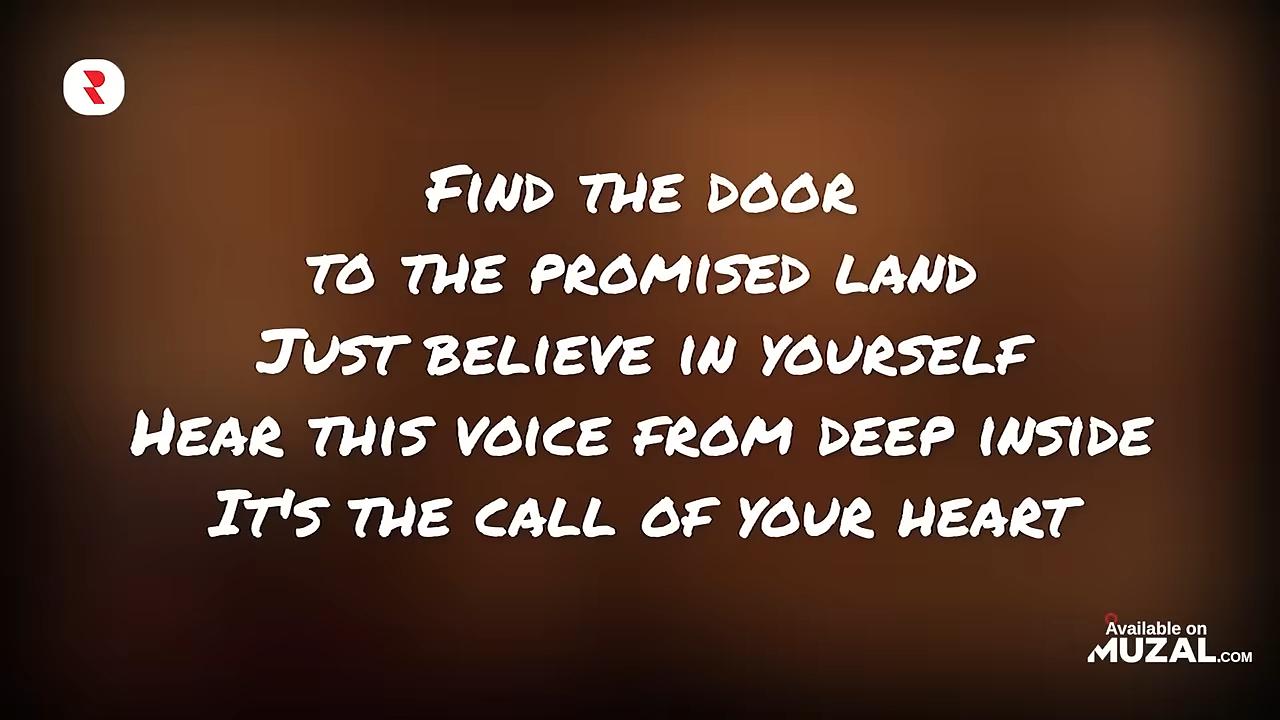 Find the door
to the promised land
Just believe in yourself
Hear this voice from deep inside
It's the call of your heart
Available on
MUZAL.COM